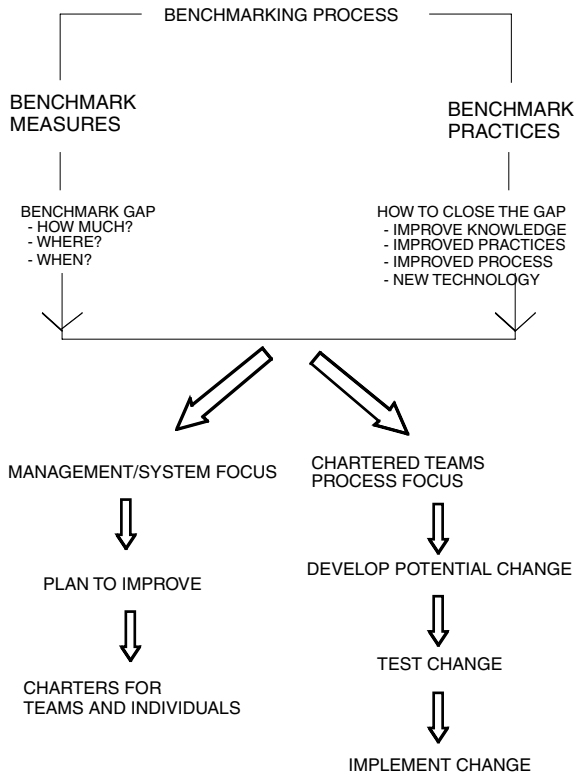 BENCHMARKING PROCESS
BENCHMARK
MEASURES
BENCHMARK
PRACTICES
BENCHMARK GAP
- HOW MUCH?
- WHERE?
- WHEN?
HOW TO CLOSE THE GAP
- IMPROVE KNOWLEDGE
- IMPROVED PRACTICES
- IMPROVED PROCESS
- NEW TECHNOLOGY
MANAGEMENT/SYSTEM FOCUS
PLAN TO IMPROVE
CHARTERS FOR
TEAMS AND INDIVIDUALS
CHARTERED TEAMS
PROCESS FOCUS
DEVELOP POTENTIAL CHANGE
TEST CHANGE
IMPLEMENT CHANGE